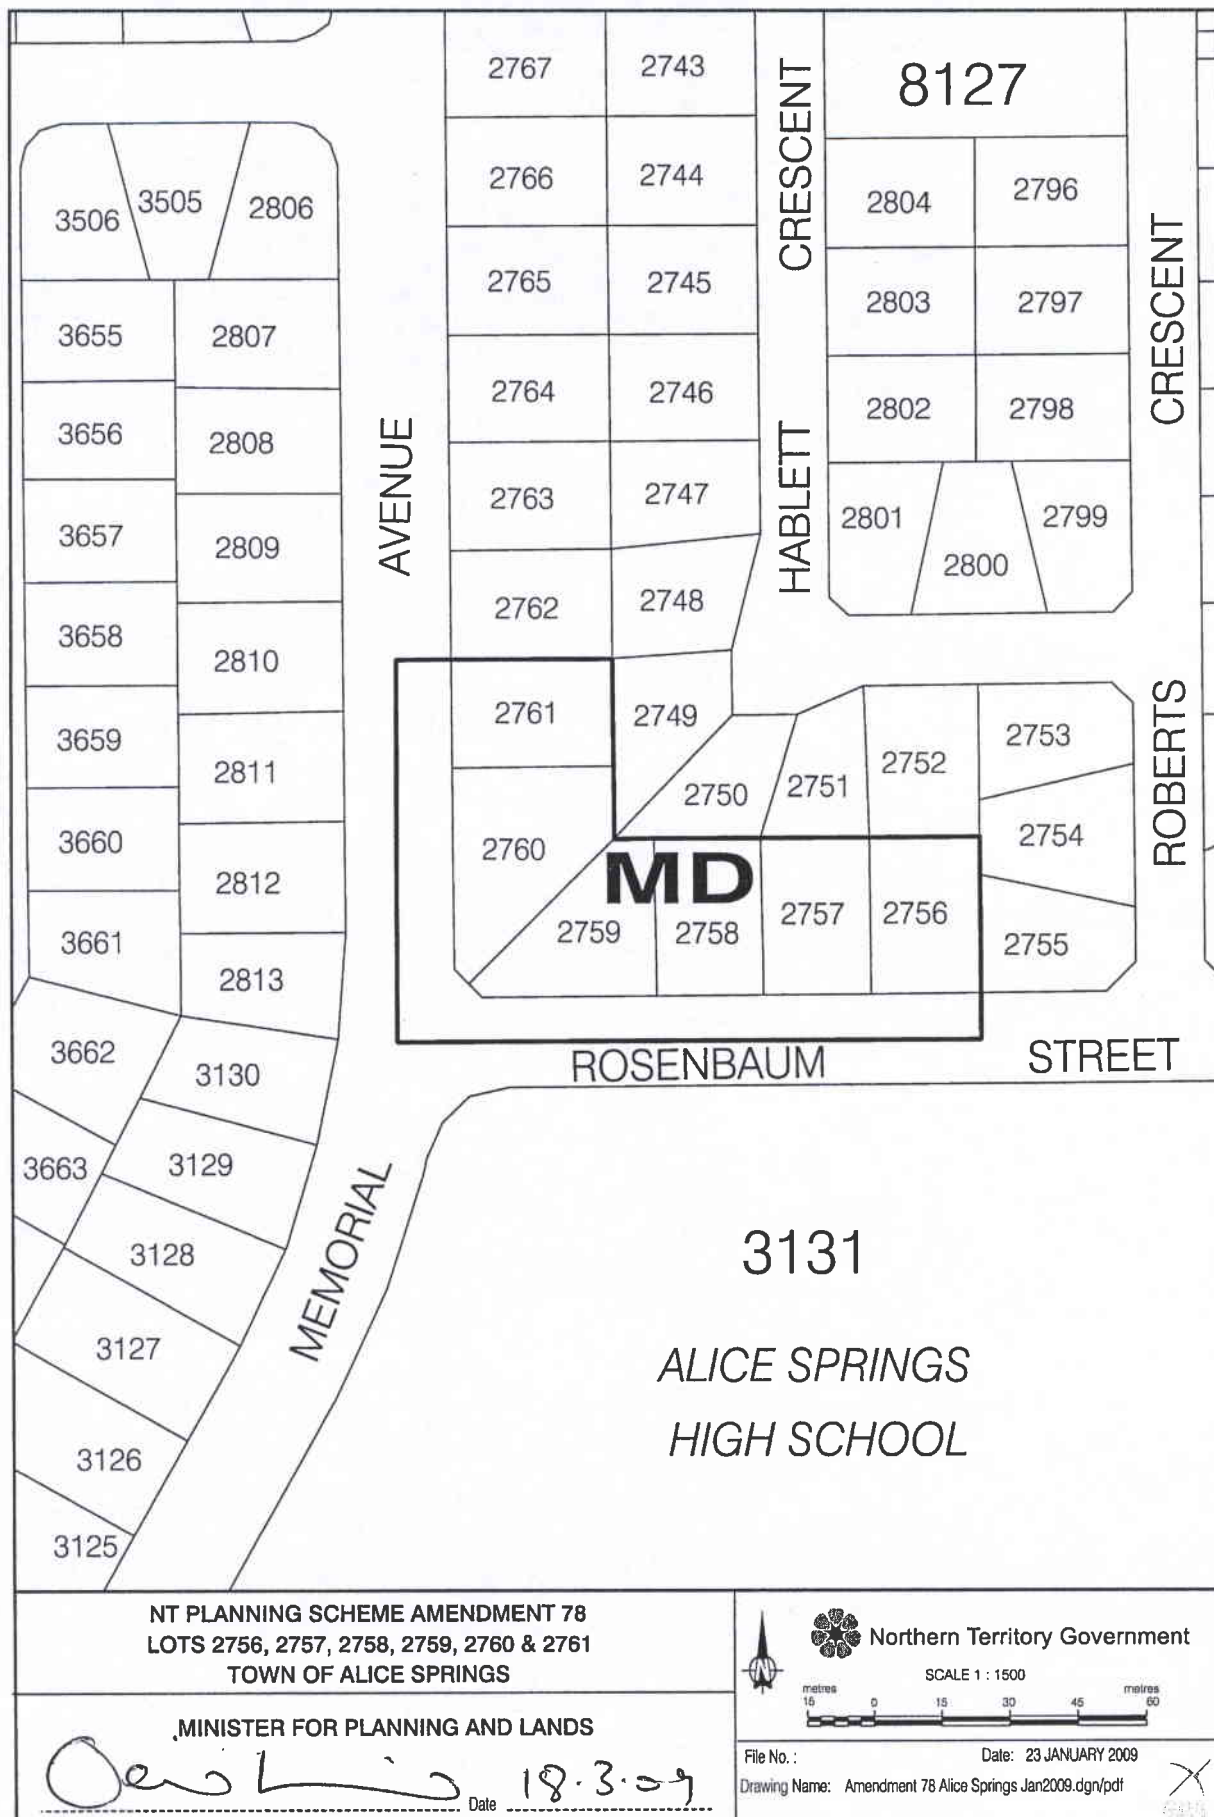 2767
2743
CRESCENT
8127
2766
2744
2804
2796
3506
3505
2806
2765
2745
2803
2797
CRESCENT
3655
2807
2764
2746
2802
2798
3656
2808
AVENUE
2763
2747
HABLETT
2801
2800
2799
3657
2809
2762
2748
3658
2810
2761
2749
2752
2753
ROBERTS
3659
2811
2750
2751
2754
3660
2812
2760
MD
3661
2813
2759
2758
2757
2756
2755
3662
3130
ROSENBAUM
STREET
3663
3129
MEMORIAL
3128
3131
3127
ALICE SPRINGS
HIGH SCHOOL
3126
3125
NT PLANNING SCHEME AMENDMENT 78
LOTS 2756, 2757, 2758, 2759, 2760 & 2761
TOWN OF ALICE SPRINGS
MINISTER FOR PLANNING AND LANDS
Date 18.3.09
N
Northern Territory Government
SCALE 1 : 1500
metres
metres
15 0 15 30 45 60
File No. :
Date: 23 JANUARY 2009
Drawing Name: Amendment 78 Alice Springs Jan2009.dgn/pdf